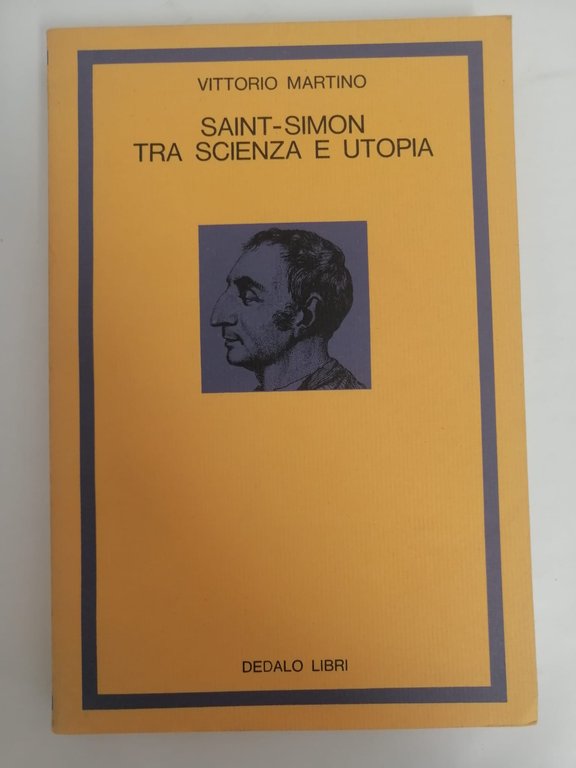 VITTORIO MARTINO
SAINT-SIMON
TRA SCIENZA E UTOPIA
DEDALO LIBRI